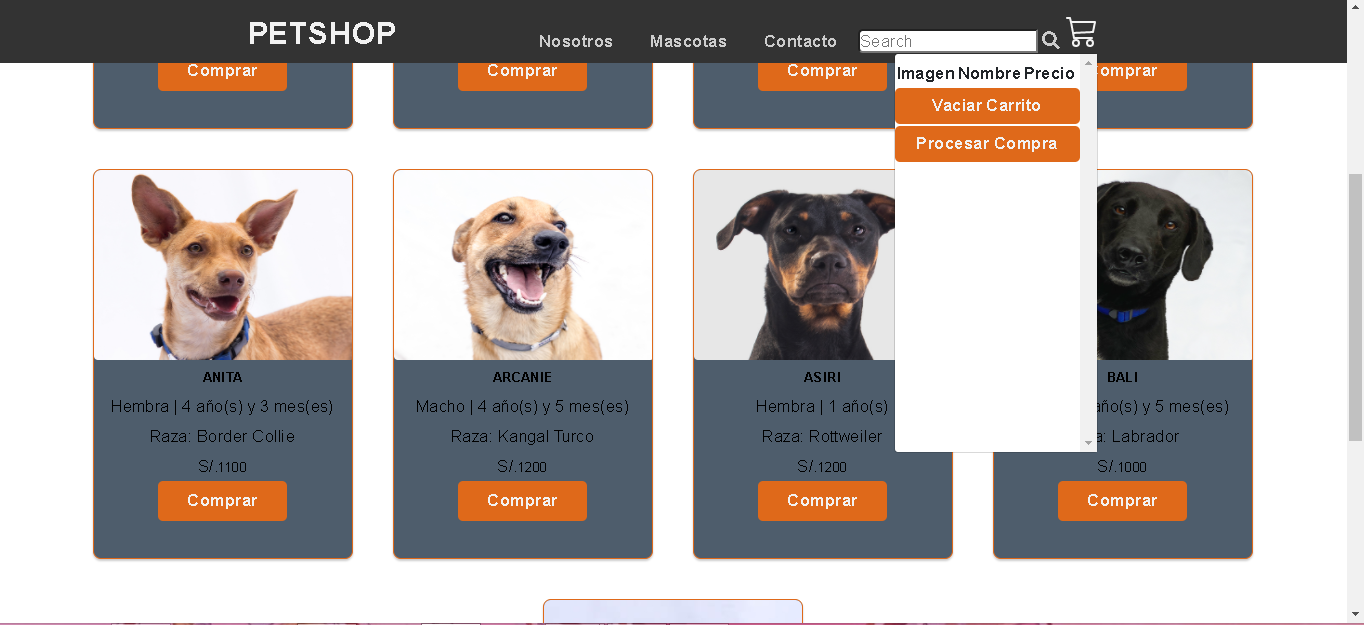 PETSHOP
Nosotros
Mascotas
Contacto
Search
Imagen Nombre Precio
Vaciar Carrito
Procesar Compra
Comprar
Comprar
Comprar
omprar
ANITA
Hembra | 4 año(s) y 3 mes(es)
Raza: Border Collie
S/.1100
Comprar
ARCANIE
Macho | 4 año(s) y 5 mes(es)
Raza: Kangal Turco
S/.1200
Comprar
ASIRI
Hembra | 1 año(s)
Raza: Rottweiler
S/.1200
Comprar
BALI
año(s) y 5 mes(es)
a: Labrador
S/.1000
Comprar